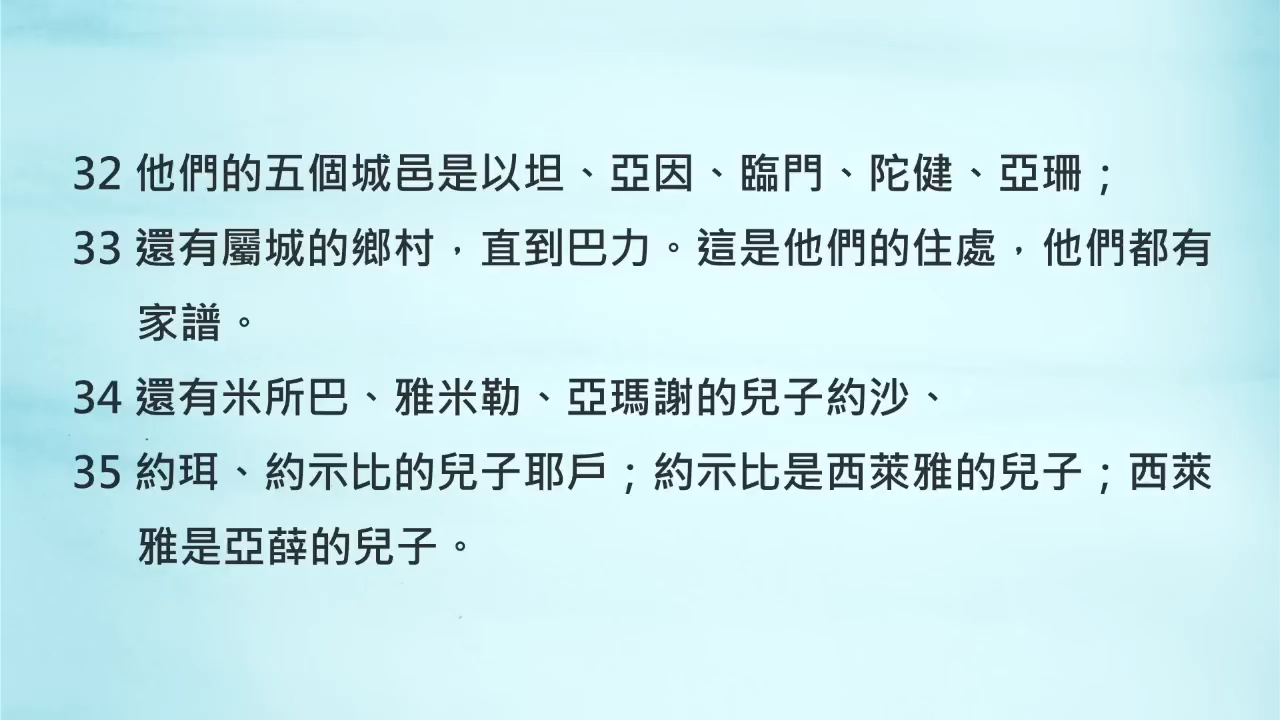 32 他們的五個城邑是以坦、亞因、臨門、陀健、亞珊；
33 還有屬城的鄉村，直到巴力。這是他們的住處，他們都有
家譜。
34 還有米所巴、雅米勒、亞瑪謝的兒子約沙、
35 約珥、約示比的兒子耶戶；約示比是西萊雅的兒子；西萊
雅是亞薛的兒子。